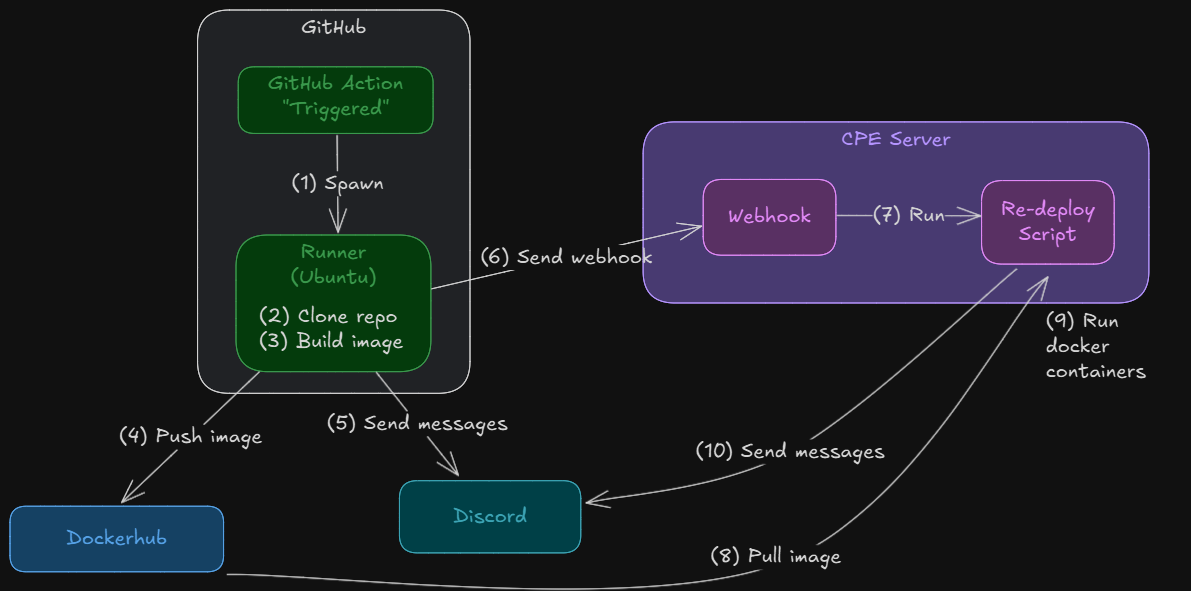 GitHub
GitHub Action
"Triggered"
(1) Spawn
Runner
(Ubuntu)
(2) Clone repo
(3) Build image
(4) Push image
(5) Send messages
(6) Send webhook
CPE Server
Webhook
(7) Run
Re-deploy
Script
(9) Run
docker
containers
(10) Send messages
Dockerhub
Discord
(8) Pull image